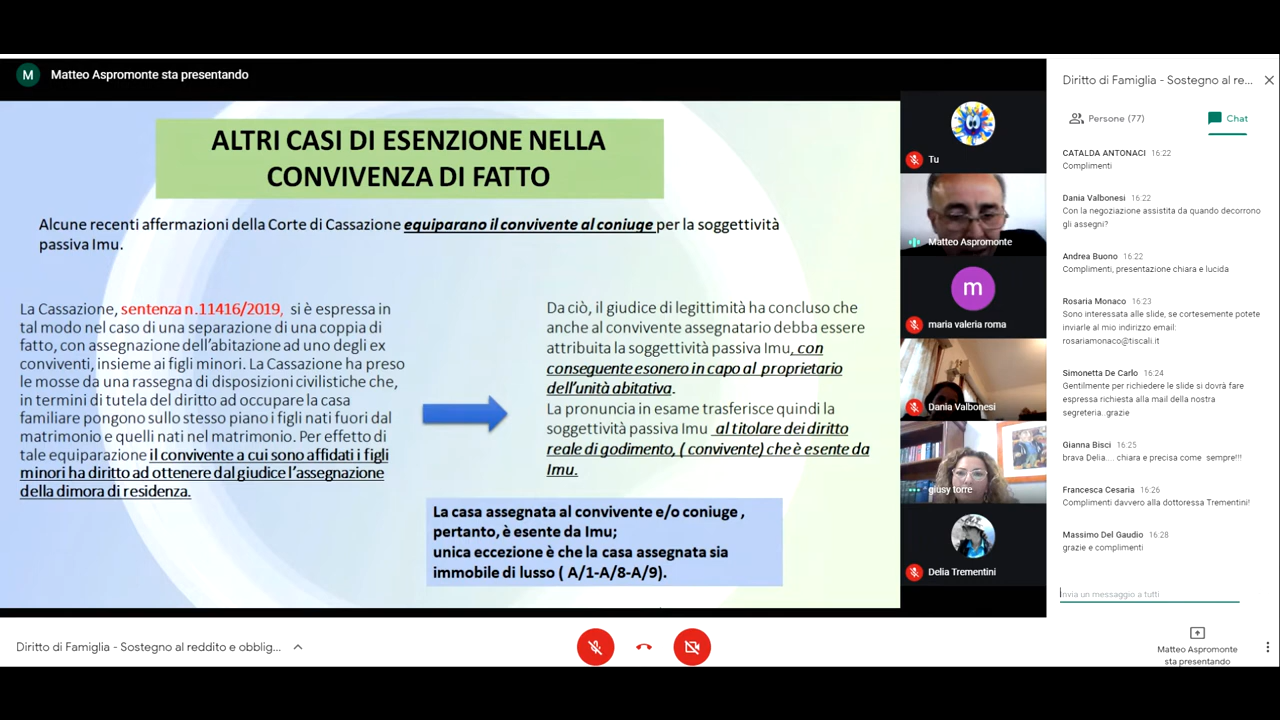 M
Matteo Aspromonte sta presentando
ALTRI CASI DI ESENZIONE NELLA
CONVIVENZA DI FATTO
Alcune recenti affermazioni della Corte di Cassazione equiparano il convivente al coniuge per la soggettività
passiva Imu.
La Cassazione, sentenza n.11416/2019, si è espressa in
tal modo nel caso di una separazione di una coppia di
fatto, con assegnazione dell'abitazione ad uno degli ex
conviventi, insieme ai figli minori. La Cassazione ha preso
le mosse da una rassegna di disposizioni civilistiche che,
in termini di tutela del diritto ad occupare la casa
familiare pongono sullo stesso piano i figli nati fuori dal
matrimonio e quelli nati nel matrimonio. Per effetto di
tale equiparazione il convivente a cui sono affidati i figli
minori ha diritto ad ottenere dal giudice l'assegnazione
della dimora di residenza.
Da ciò, il giudice di legittimità ha concluso che
anche al convivente assegnatario debba essere
attribuita la soggettività passiva Imu, con
conseguente esonero in capo al proprietario
dell'unità abitativa.
La pronuncia in esame trasferisce quindi la
soggettività passiva Imu al titolare dei diritto
reale di godimento, ( convivente) che è esente da
Imu.
La casa assegnata al convivente e/o coniuge ,
pertanto, è esente da Imu;
unica eccezione è che la casa assegnata sia
immobile di lusso ( A/1-A/8-A/9).
Tu
Matteo Aspromonte
m
maria valeria roma
Dania Valbonesi
giusy torre
Delia Trementini
Diritto di Famiglia - Sostegno al re...
Persone (77)
Chat
CATALDA ANTONACI 16:22
Complimenti
Dania Valbonesi 16:22
Con la negoziazione assistita da quando decorrono
gli assegni?
Andrea Buono 16:22
Complimenti, presentazione chiara e lucida
Rosaria Monaco 16:23
Sono interessata alle slide, se cortesemente potete
inviarle al mio indirizzo email:
rosariamonaco@tiscali.it
Simonetta De Carlo 16:24
Gentilmente per richiedere le slide si dovrà fare
espressa richiesta alla mail della nostra
segreteria..grazie
Gianna Bisci 16:25
brava Delia.... chiara e precisa come sempre!!!
Francesca Cesaria 16:26
Complimenti davvero alla dottoressa Trementini!
Massimo Del Gaudio 16:28
grazie e complimenti
Invia un messaggio a tutti
Diritto di Famiglia - Sostegno al reddito e obblig...
Matteo Aspromonte
sta presentando